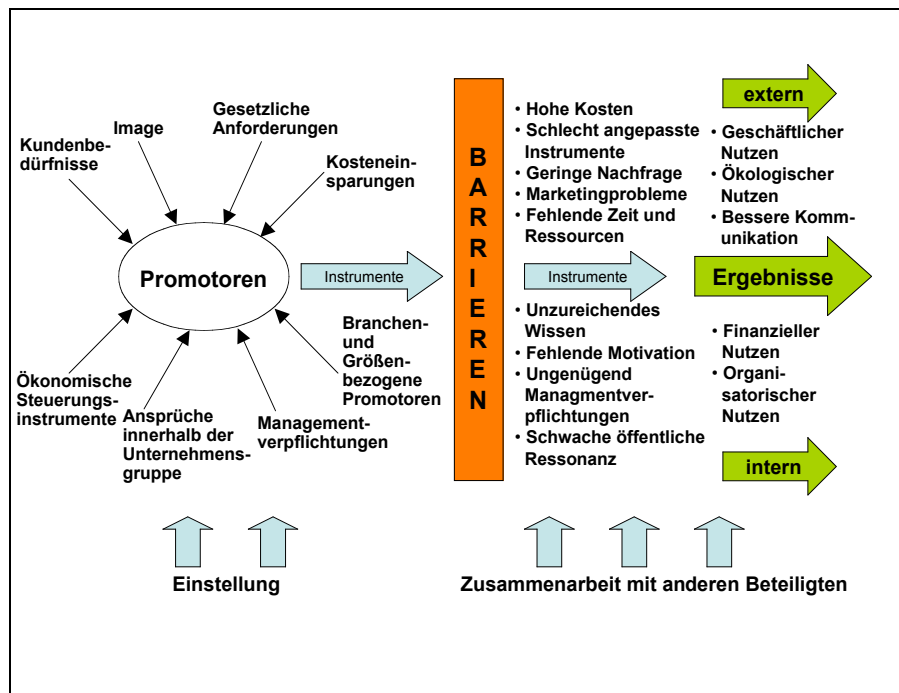 Kundenbe-
dürfnisse
Image
Gesetzliche
Anforderungen
Kostenein-
sparungen
Promotoren
Ökonomische
Steuerungs-
instrumente
Ansprüche
innerhalb der
Unternehmens-
gruppe
Management-
verpflichtungen
Branchen-
und
Größen-
bezogene
Promotoren
Instrumente
B
A
R
R
I
E
R
E
N
• Hohe Kosten
• Schlecht angepasste
Instrumente
• Geringe Nachfrage
• Marketingprobleme
• Fehlende Zeit und
Ressourcen
Instrumente
• Unzureichendes
Wissen
• Fehlende Motivation
• Ungenügend
Managmentver-
pflichtungen
• Schwache öffentliche
Ressonanz
extern
• Geschäftlicher
Nutzen
• Ökologischer
Nutzen
• Bessere Komm-
unikation
Ergebnisse
• Finanzieller
Nutzen
• Organi-
satorischer
Nutzen
intern
Einstellung
Zusammenarbeit mit anderen Beteiligten